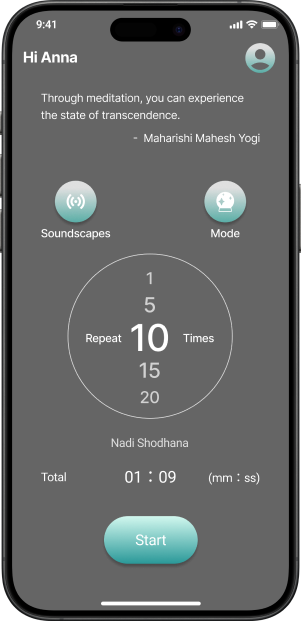 9:41
Hi Anna
Through meditation, you can experience
the state of transcendence.
- Maharishi Mahesh Yogi
Soundscapes
Mode
1
5
Repeat 10 Times
15
20
Nadi Shodhana
Total 01 : 09 (mm : ss)
Start